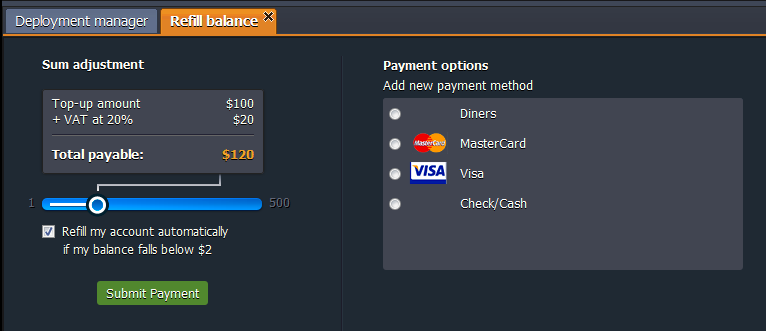 Deployment manager
Refill balance
Sum adjustment
Top-up amount $100
+ VAT at 20% $20
Total payable: $120
1 500
Refill my account automatically
if my balance falls below $2
Submit Payment
Payment options
Add new payment method
Diners
MasterCard MasterCard
VISA Visa
Check/Cash